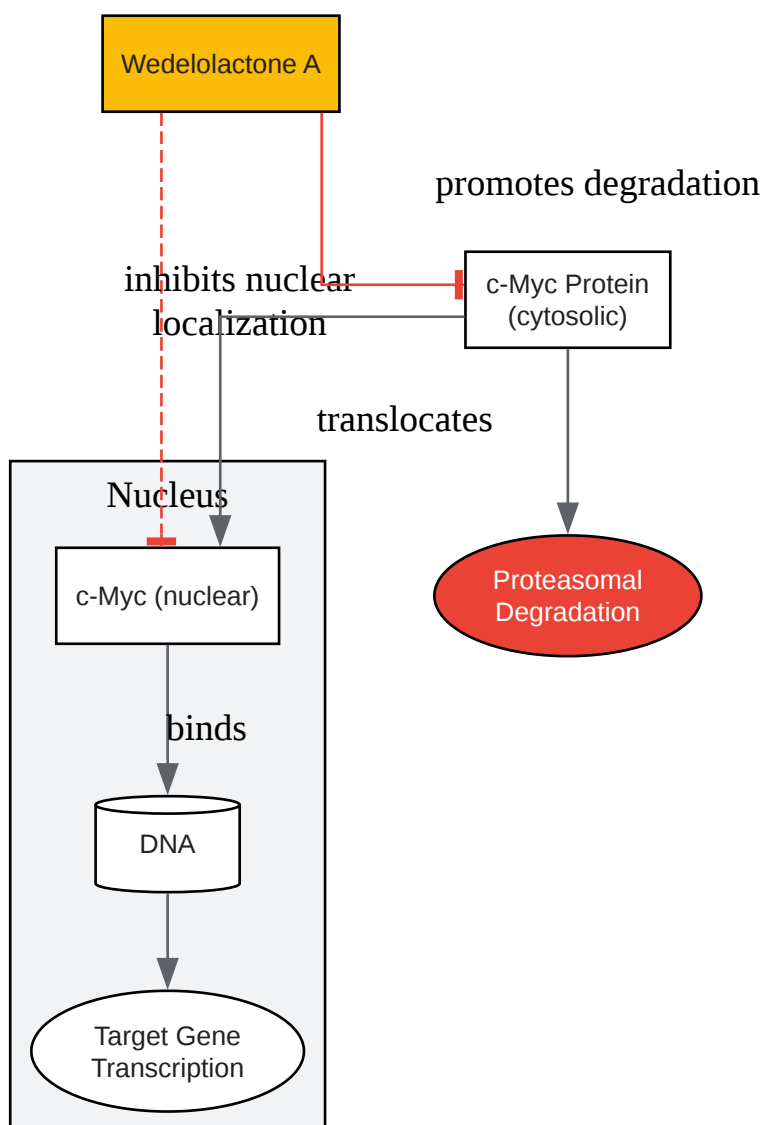 Wedelolactone A
promotes degradation
c-Myc Protein
(cytosolic)
inhibits nuclear
localization
translocates
Nucleus
c-Myc (nuclear)
Proteasomal
Degradation
binds
DNA
Target Gene
Transcription